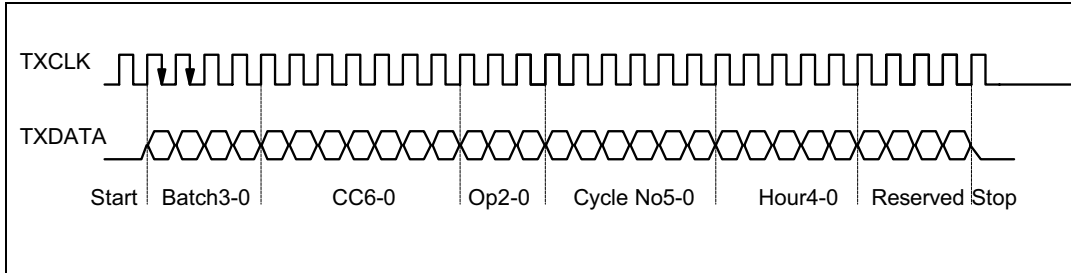 TXCLK
TXDATA
Start Batch3-0 CC6-0 Op2-0 Cycle No5-0 Hour4-0 Reserved Stop